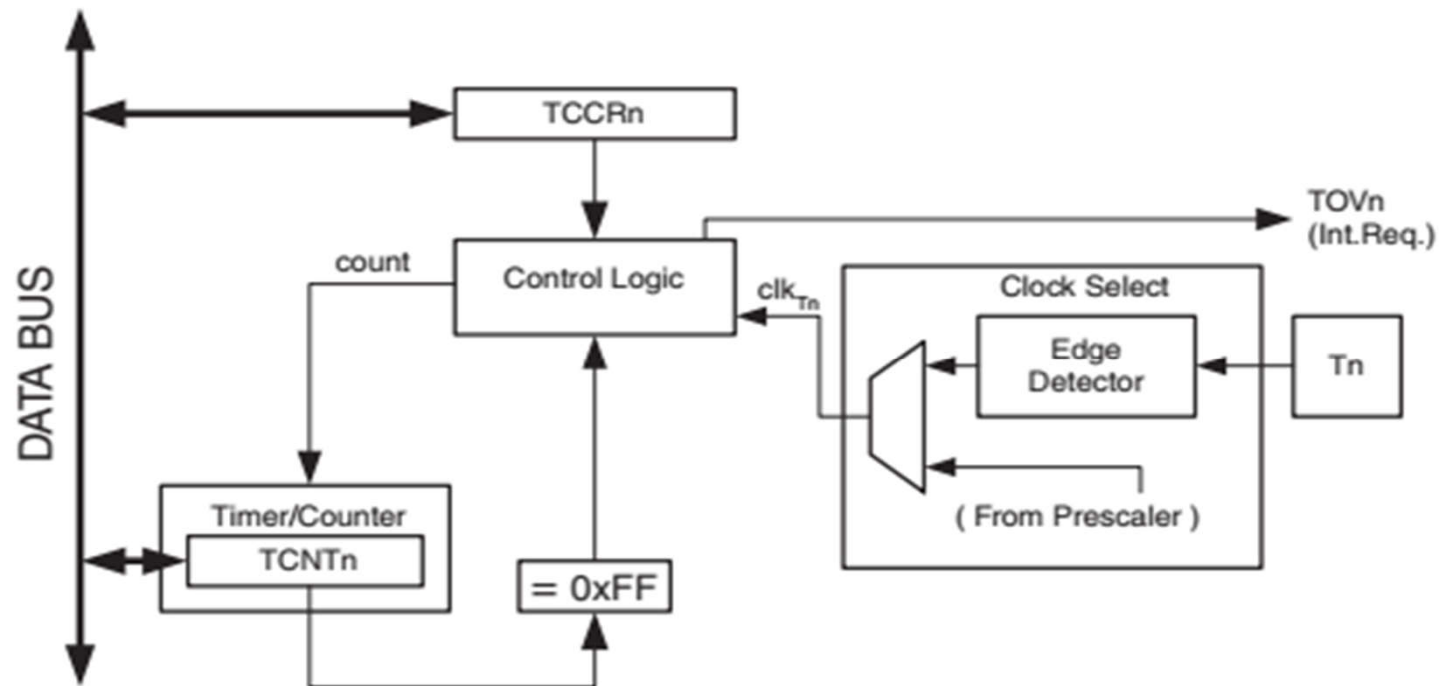 DATA BUS
TCCRn
TOVn
(Int.Req.)
count
Control Logic
clkTn
Clock Select
Edge
Detector
Tn
Timer/Counter
TCNTn
= 0xFF
( From Prescaler )